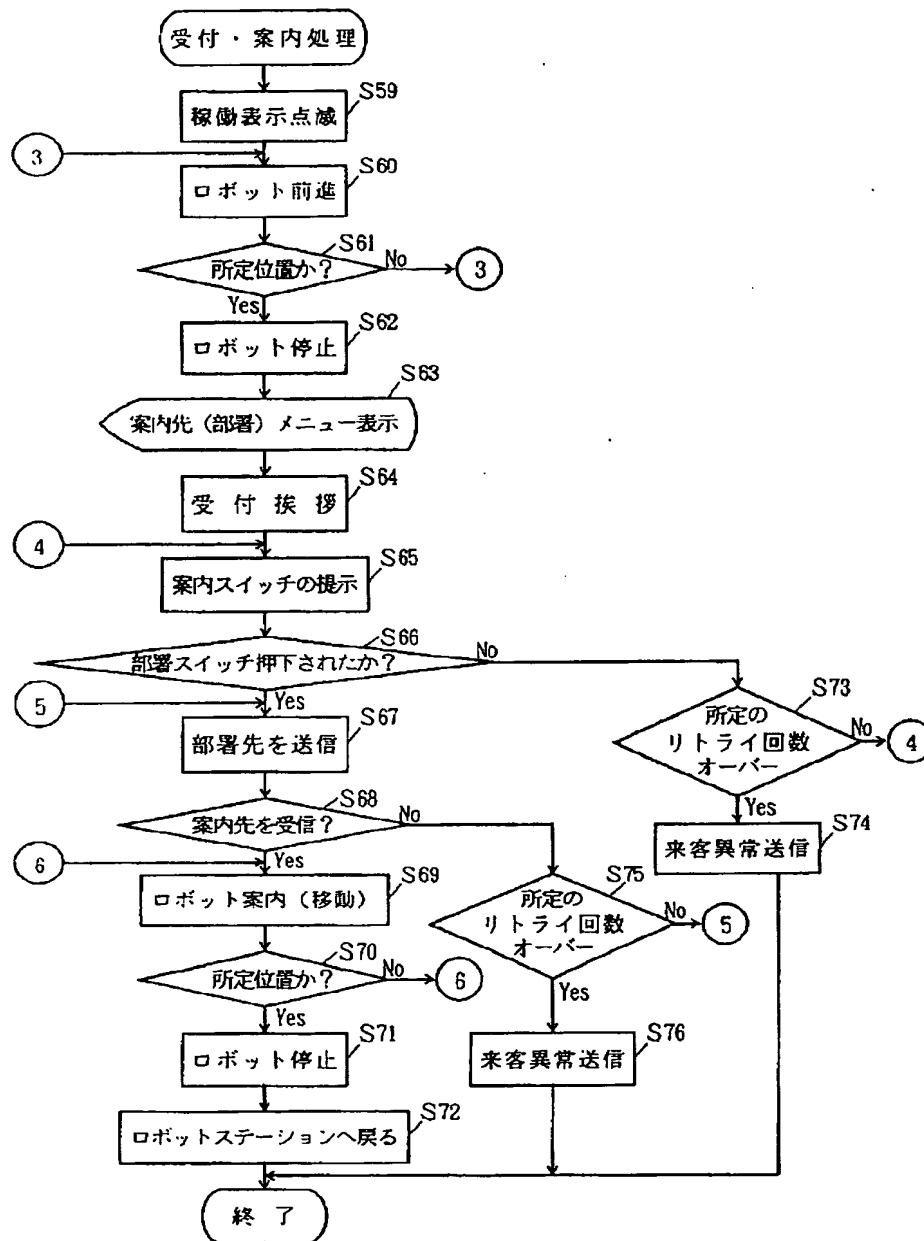 受付・案内処理
S59
稼働表示点滅
3
S60
ロボット前進
S61
所定位置か？
No
3
Yes
S62
ロボット停止
S63
案内先（部署）メニュー表示
S64
受付挨拶
4
S65
案内スイッチの提示
S66
部署スイッチ押下されたか？
No
Yes
5
S67
部署先を送信
S73
所定の
リトライ回数
オーバー
No
4
Yes
S68
案内先を受信？
No
Yes
6
S74
来客異常送信
S69
ロボット案内（移動）
S75
所定の
リトライ回数
オーバー
No
5
Yes
S70
所定位置か？
No
6
Yes
S71
ロボット停止
S76
来客異常送信
S72
ロボットステーションへ戻る
終了